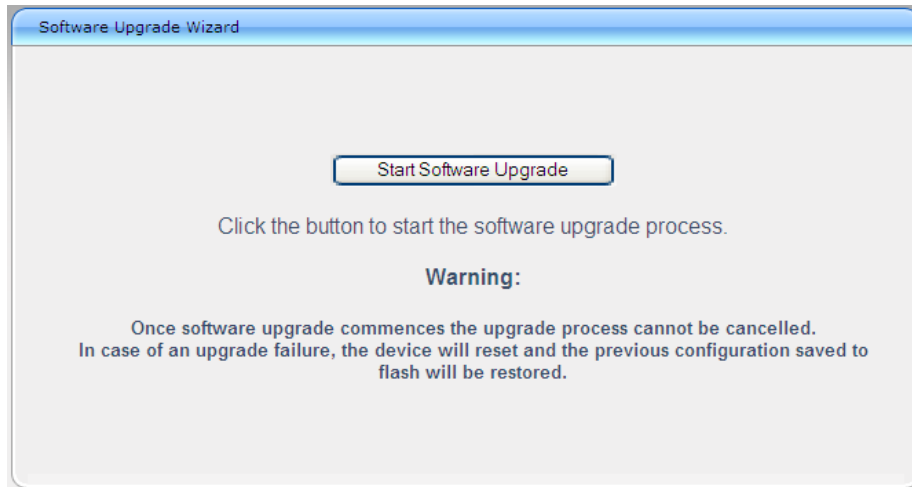 Software Upgrade Wizard
Start Software Upgrade
Click the button to start the software upgrade process.
Warning:
Once software upgrade commences the upgrade process cannot be cancelled.
In case of an upgrade failure, the device will reset and the previous configuration saved to
flash will be restored.